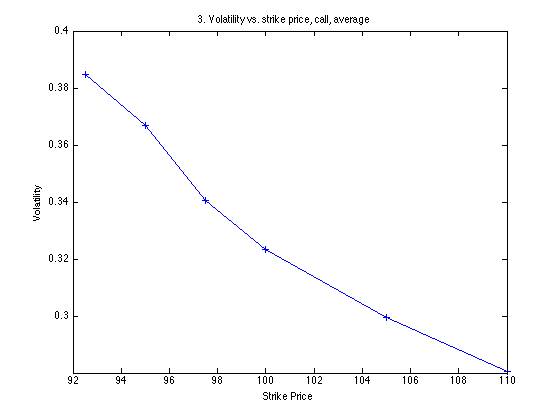 3. Volatility vs. strike price, call, average
0.4
0.38
0.36
0.34
0.32
0.3
Volatility
92 94 96 98 100 102 104 106 108 110
Strike Price